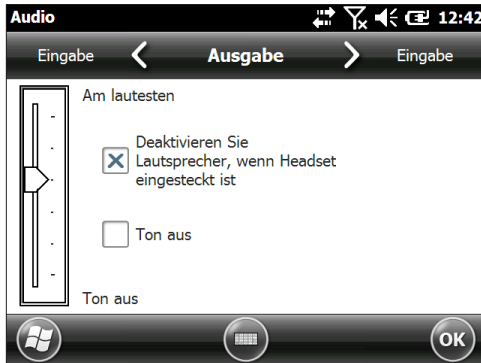 Audio 12:42
Eingabe Ausgabe Eingabe
Am lautesten
Deaktivieren Sie
Lautsprecher, wenn Headset
eingesteckt ist
Ton aus
Ton aus
OK